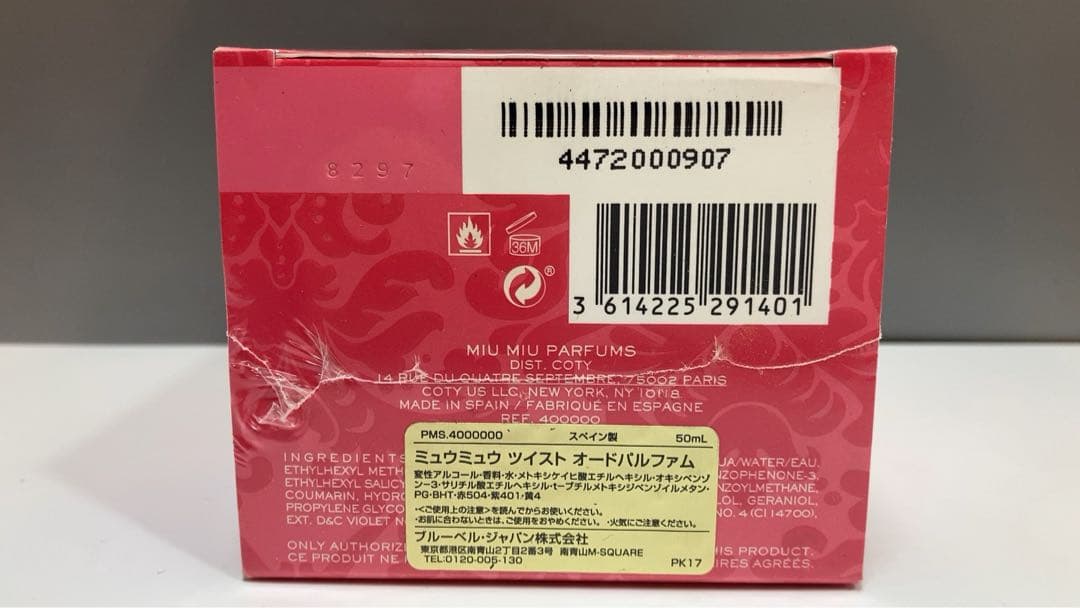 4472000907
8297
36M
®
3 614225 291401
MIU MIU PARFUMS
DIST. COTY
14 RUE DU QUATRE SEPTEMBRE, 75002 PARIS
COTY US LLC, NEW YORK, NY 10118
MADE IN SPAIN / FABRIQUÉ EN ESPAGNE
REF. 400000
PMS.4000000 スペイン製 50mL
ミュウミュウ ツイスト オードパルファム
変性アルコール・香料・水・メトキシケイヒ酸エチルヘキシル・オキシベンゾ
ン-3・サリチル酸エチルヘキシル・t-ブチルメトキシジベンゾイルメタン・
PG・BHT・赤504・紫401・黄4
<ご使用上の注意>を読んでからお使いください。
・お肌に合わないときは、ご使用をおやめください。 ・火気にご注意ください。
ブルーベル・ジャパン株式会社
東京都港区南青山2丁目2番3号 南青山M-SQUARE
TEL:0120-005-130 PK17
INGREDIENTS UA/WATER/EAU,
ETHYLHEXYL METH NZOPHENONE-3,
ETHYLHEXYL SALICY NZOYLMETHANE,
COUMARIN, HYDRO LOL, GERANIOL,
PROPYLENE GLYCO NO. 4 (CI 14700),
EXT. D&C VIOLET N
ONLY AUTHORIZE THIS PRODUCT.
CE PRODUIT NE IRES AGRÉÉS.